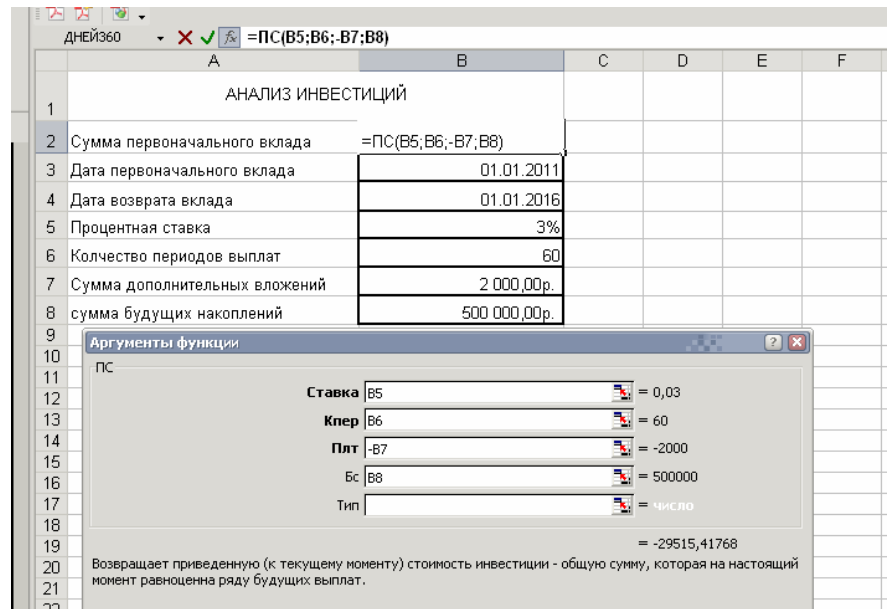 ДНЕЙ360 =ПС(B5;B6;-B7;B8)
A B C D E F
1 АНАЛИЗ ИНВЕСТИЦИЙ
2 Сумма первоначального вклада =ПС(B5;B6;-B7;B8)
3 Дата первоначального вклада 01.01.2011
4 Дата возврата вклада 01.01.2016
5 Процентная ставка 3%
6 Колчество периодов выплат 60
7 Сумма дополнительных вложений 2 000,00р.
8 сумма будущих накоплений 500 000,00р.
9
Аргументы функции
10
ПС
11
12 Ставка B5 = 0,03
13 Кпер B6 = 60
14 Плт -B7 = -2000
15
16 Бс B8 = 500000
17 Тип = число
18
19 = -29515,41768
20 Возвращает приведенную (к текущему моменту) стоимость инвестиции - общую сумму, которая на настоящий
21 момент равноценна ряду будущих выплат.
22